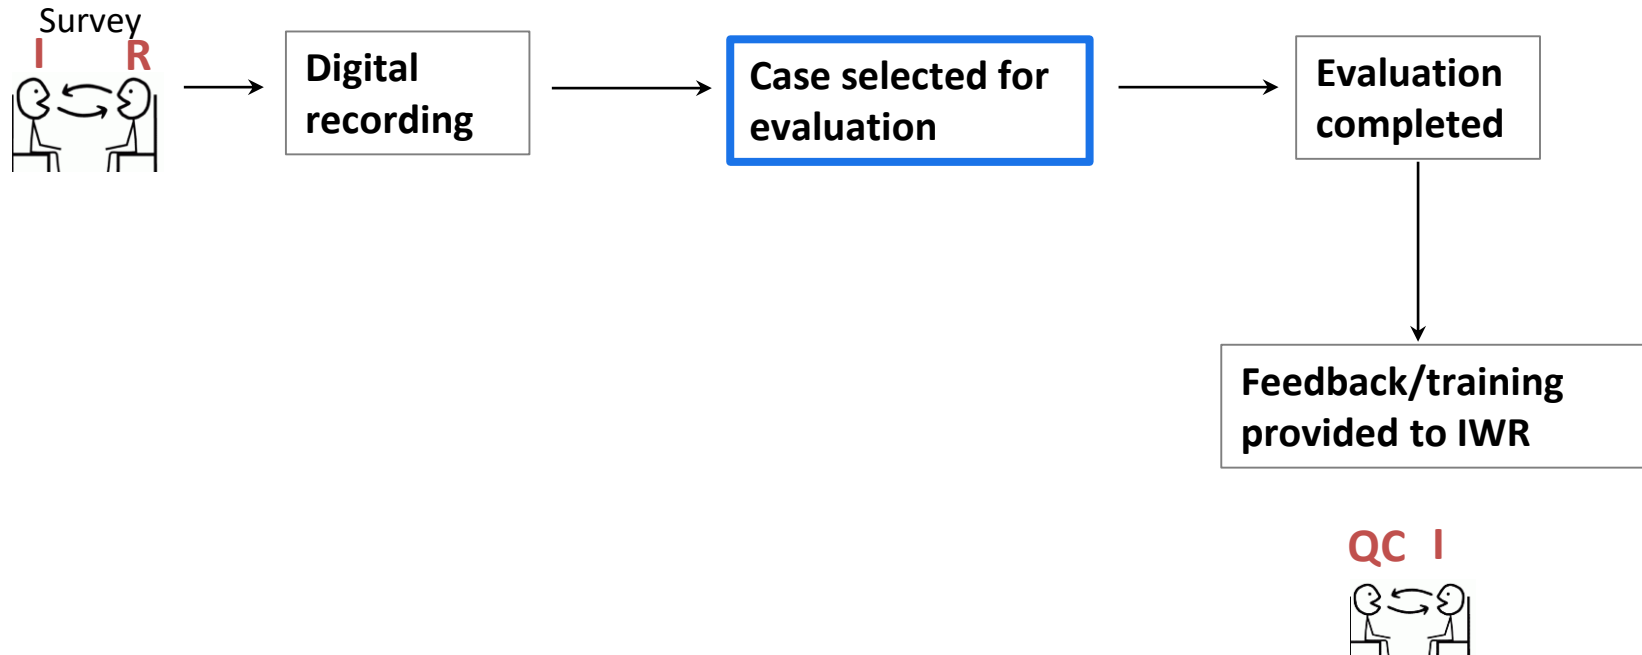 Survey
I R
Digital
recording
Case selected for
evaluation
Evaluation
completed
Feedback/training
provided to IWR
QC I